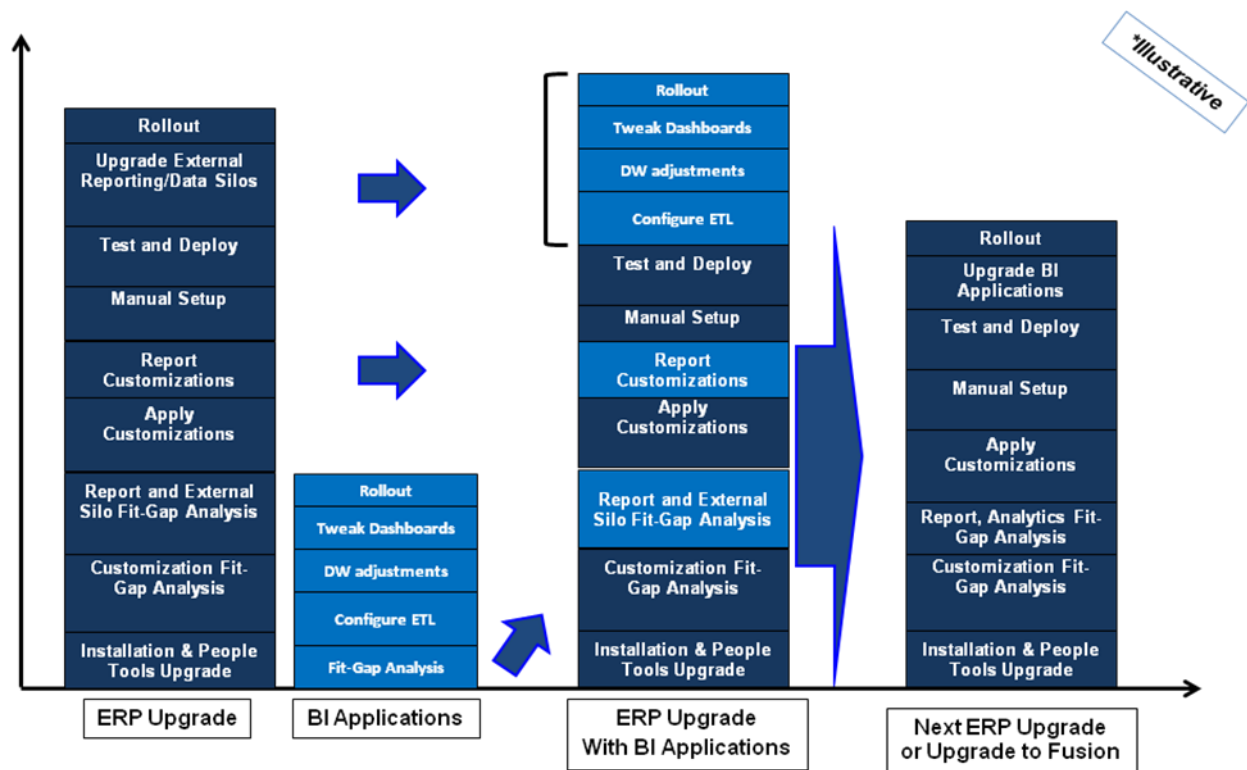 *Illustrative
Rollout
Upgrade External
Reporting/Data Silos
Test and Deploy
Manual Setup
Report
Customizations
Apply
Customizations
Report and External
Silo Fit-Gap Analysis
Customization Fit-
Gap Analysis
Installation & People
Tools Upgrade
ERP Upgrade
Rollout
Tweak Dashboards
DW adjustments
Configure ETL
Fit-Gap Analysis
BI Applications
Rollout
Tweak Dashboards
DW adjustments
Configure ETL
Test and Deploy
Manual Setup
Report
Customizations
Apply
Customizations
Report and External
Silo Fit-Gap Analysis
Customization Fit-
Gap Analysis
Installation & People
Tools Upgrade
ERP Upgrade
With BI Applications
Rollout
Upgrade BI
Applications
Test and Deploy
Manual Setup
Apply
Customizations
Report, Analytics Fit-
Gap Analysis
Customization Fit-
Gap Analysis
Installation & People
Tools Upgrade
Next ERP Upgrade
or Upgrade to Fusion